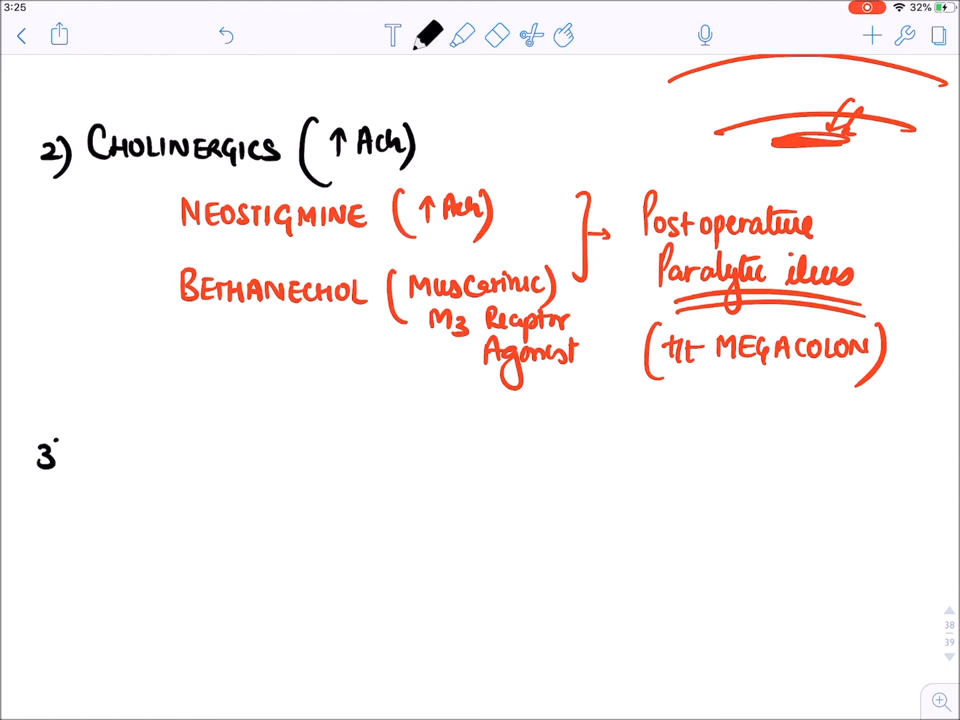 3:25
32%
T
2) CHOLINERGICS (↑ Ach)
NEOSTIGMINE (↑ Ach)
BETHANECHOL (Muscarinic)
M3 Receptor
Agonist
Post operative
Paralytic ileus
MEGACOLON)
3
38
39